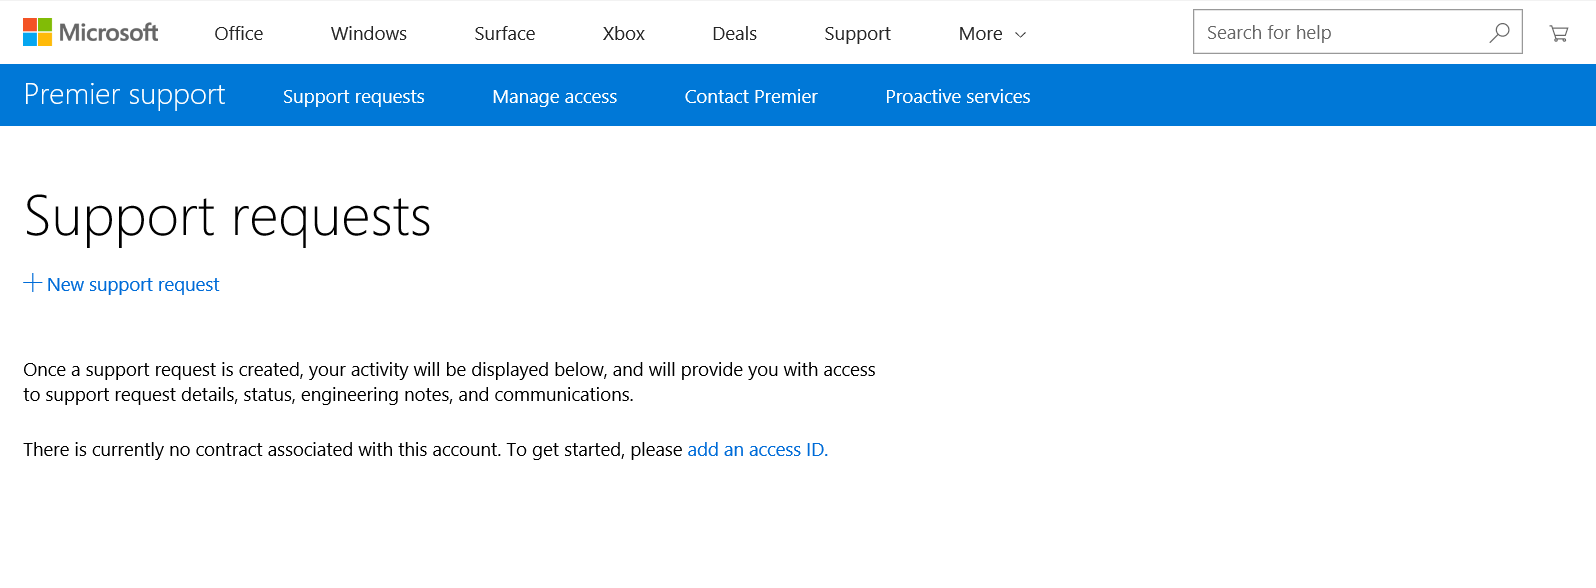 Microsoft Office Windows Surface Xbox Deals Support More Search for help
Premier support Support requests Manage access Contact Premier Proactive services
Support requests
New support request
Once a support request is created, your activity will be displayed below, and will provide you with access
to support request details, status, engineering notes, and communications.
There is currently no contract associated with this account. To get started, please add an access ID.